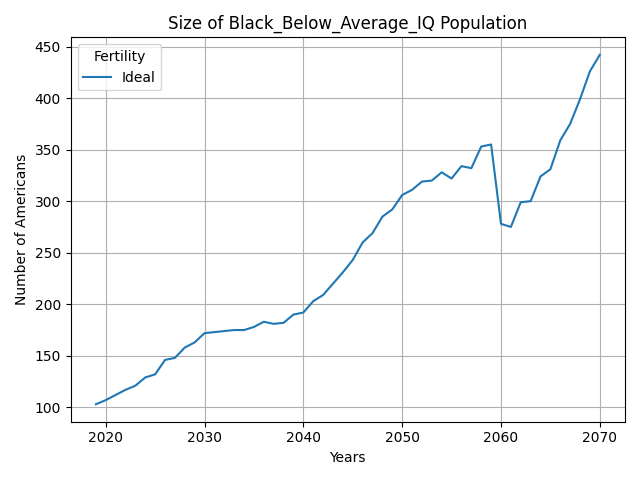 Size of Black_Below_Average_IQ Population
Number of Americans
450
400
350
300
250
200
150
100
Fertility
Ideal
2020 2030 2040 2050 2060 2070
Years